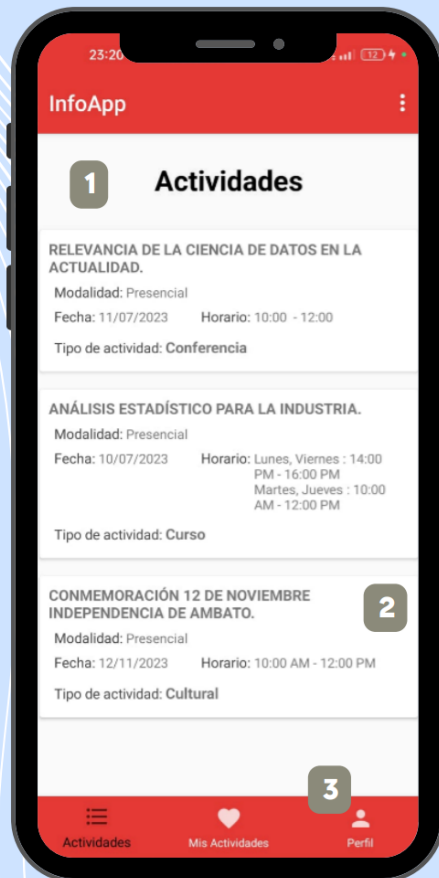 23:20
12
InfoApp
1
Actividades
RELEVANCIA DE LA CIENCIA DE DATOS EN LA
ACTUALIDAD.
Modalidad: Presencial
Fecha: 11/07/2023 Horario: 10:00 - 12:00
Tipo de actividad: Conferencia
ANÁLISIS ESTADÍSTICO PARA LA INDUSTRIA.
Modalidad: Presencial
Fecha: 10/07/2023 Horario: Lunes, Viernes : 14:00
PM - 16:00 PM
Martes, Jueves : 10:00
AM - 12:00 PM
Tipo de actividad: Curso
CONMEMORACIÓN 12 DE NOVIEMBRE
INDEPENDENCIA DE AMBATO.
2
Modalidad: Presencial
Fecha: 12/11/2023 Horario: 10:00 AM - 12:00 PM
Tipo de actividad: Cultural
3
Actividades Mis Actividades Perfil